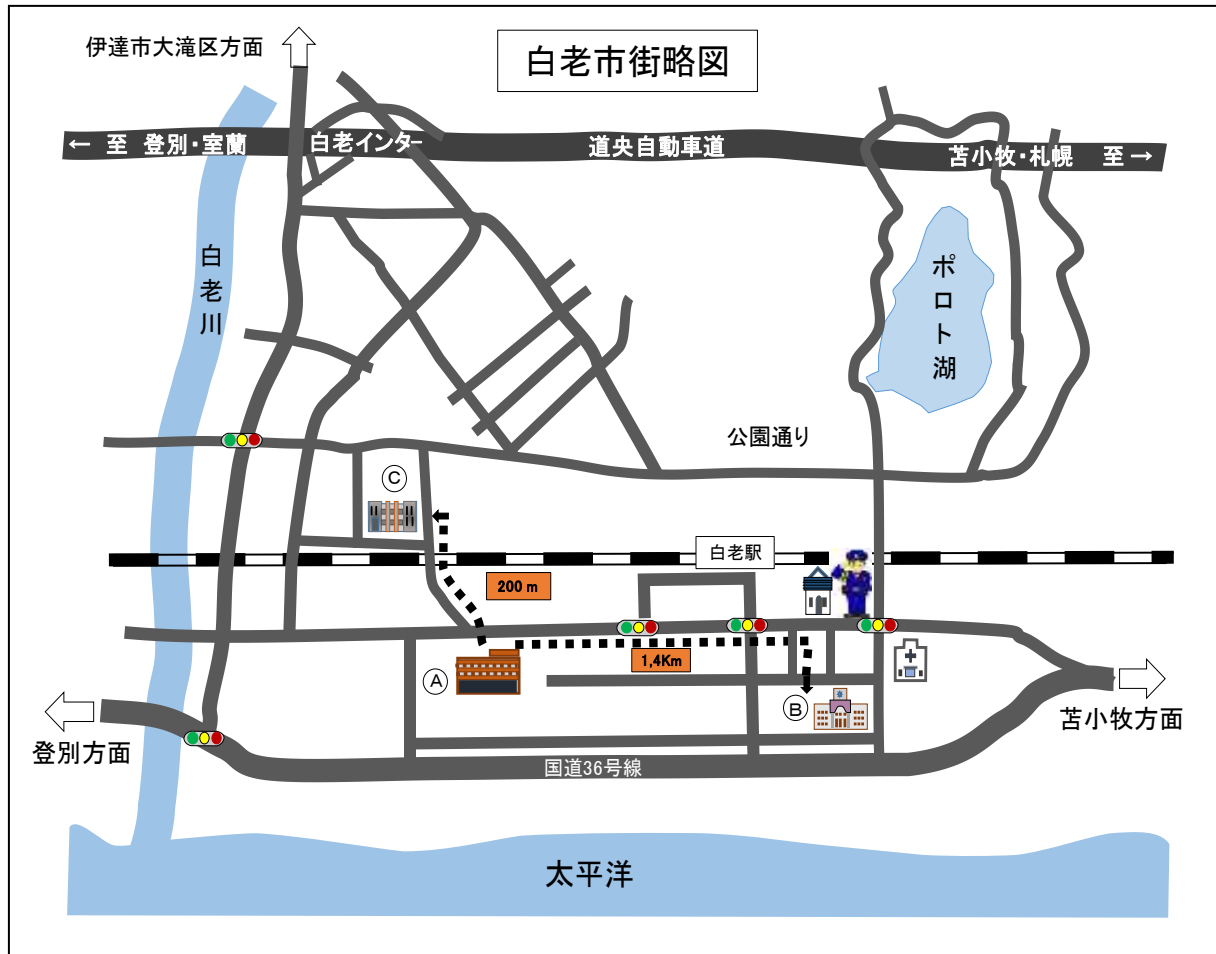 白老市街略図
伊達市大滝区方面
← 至 登別・室蘭
白老インター
道央自動車道
苫小牧・札幌 至 →
白老川
ポロト湖
公園通り
Ⓒ
白老駅
200 m
1,4Km
Ⓐ
Ⓑ
登別方面
苫小牧方面
国道36号線
太平洋